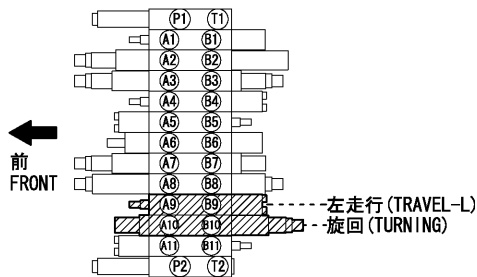 P1 T1
A1 B1
A2 B2
A3 B3
A4 B4
A5 B5
A6 B6
前
FRONT
A7 B7
A8 B8
A9 B9
左走行(TRAVEL-L)
A10 B10
旋回(TURNING)
A11 B11
P2 T2